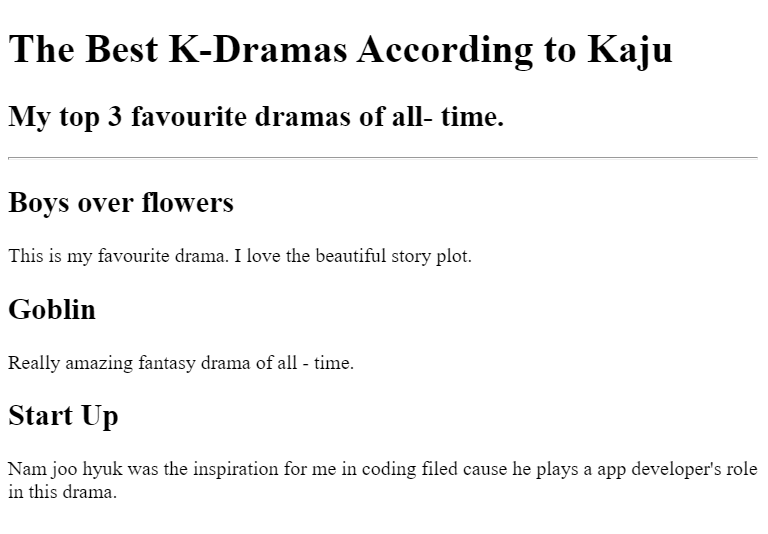 The Best K-Dramas According to Kaju
My top 3 favourite dramas of all- time.
Boys over flowers
This is my favourite drama. I love the beautiful story plot.
Goblin
Really amazing fantasy drama of all - time.
Start Up
Nam joo hyuk was the inspiration for me in coding filed cause he plays a app developer's role
in this drama.